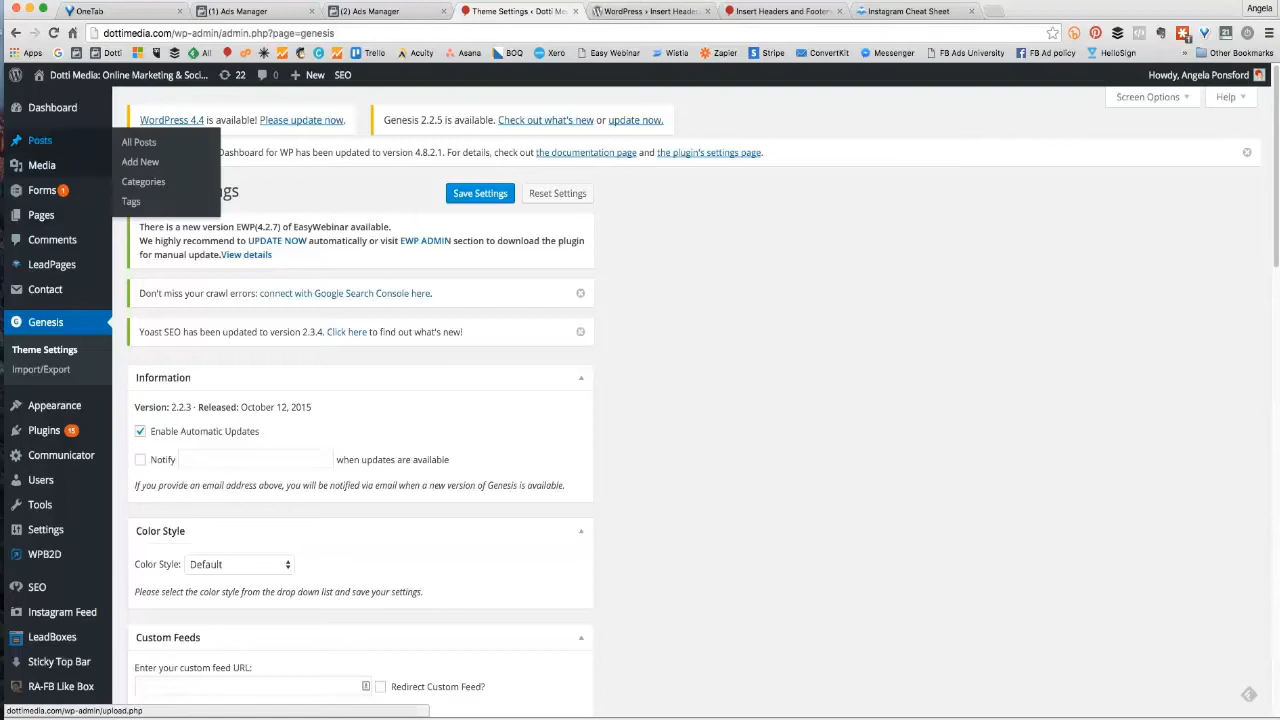 OneTab
(1) Ads Manager
(2) Ads Manager
Theme Settings ‹ Dotti Med
WordPress › Insert Header
Insert Headers and Footers
Instagram Cheat Sheet
Angela
dottimedia.com/wp-admin/admin.php?page=genesis
Apps
Dotti
All
Trello
Acuity
Asana
BOQ
Xero
Easy Webinar
Wistia
Zapier
Stripe
ConvertKit
Messenger
FB Ads University
FB Ad policy
HelloSign
»
Other Bookmarks
Dotti Media: Online Marketing & Soci...
22
0
New
SEO
Howdy, Angela Ponsford
Screen Options
Help
Dashboard
Posts
Media
Forms 1
Pages
Comments
LeadPages
Contact
Genesis
Theme Settings
Import/Export
Appearance
Plugins 15
Communicator
Users
Tools
Settings
WPB2D
SEO
Instagram Feed
LeadBoxes
Sticky Top Bar
RA-FB Like Box
All Posts
Add New
Categories
Tags
WordPress 4.4 is available! Please update now.
Genesis 2.2.5 is available. Check out what's new or update now.
Dashboard for WP has been updated to version 4.8.2.1. For details, check out the documentation page and the plugin's settings page.
ngs
Save Settings
Reset Settings
There is a new version EWP(4.2.7) of EasyWebinar available.
We highly recommend to UPDATE NOW automatically or visit EWP ADMIN section to download the plugin
for manual update.View details
Don't miss your crawl errors: connect with Google Search Console here.
Yoast SEO has been updated to version 2.3.4. Click here to find out what's new!
Information
Version: 2.2.3 · Released: October 12, 2015
Enable Automatic Updates
Notify
when updates are available
If you provide an email address above, you will be notified via email when a new version of Genesis is available.
Color Style
Color Style: Default
Please select the color style from the drop down list and save your settings.
Custom Feeds
Enter your custom feed URL:
Redirect Custom Feed?
dottimedia.com/wp-admin/upload.php